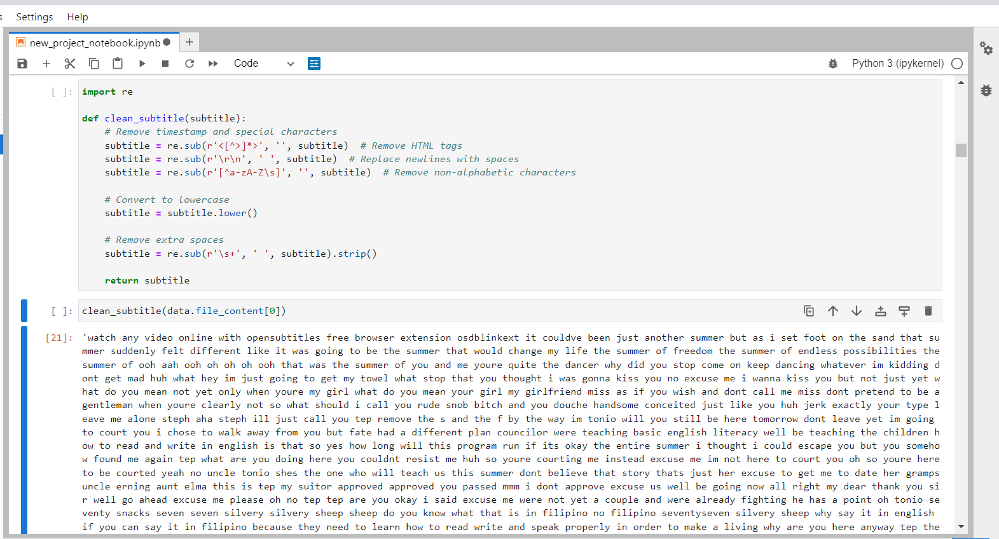 s Settings Help
new_project_notebook.ipynb
Code
Python 3 (ipykernel)
[ ]:
import re
def clean_subtitle(subtitle):
# Remove timestamp and special characters
subtitle = re.sub(r'<[^>]*>', '', subtitle)  # Remove HTML tags
subtitle = re.sub(r'\r\n', ' ', subtitle)  # Replace newlines with spaces
subtitle = re.sub(r'[^a-zA-Z\s]', '', subtitle)  # Remove non-alphabetic characters
# Convert to lowercase
subtitle = subtitle.lower()
# Remove extra spaces
subtitle = re.sub(r'\s+', ' ', subtitle).strip()
return subtitle
[ ]: clean_subtitle(data.file_content[0])
[21]: 'watch any video online with opensubtitles free browser extension osdblinkext it couldve been just another summer but as i set foot on the sand that su
mmer suddenly felt different like it was going to be the summer that would change my life the summer of freedom the summer of endless possibilities the
summer of ooh aah ooh oh oh oh ooh that was the summer of you and me youre quite the dancer why did you stop come on keep dancing whatever im kidding d
ont get mad huh what hey im just going to get my towel what stop that you thought i was gonna kiss you no excuse me i wanna kiss you but not just yet w
hat do you mean not yet only when youre my girl what do you mean your girl my girlfriend miss as if you wish and dont call me miss dont pretend to be a
gentleman when youre clearly not so what should i call you rude snob bitch and you douche handsome conceited just like you huh jerk exactly your type l
eave me alone steph aha steph ill just call you tep remove the s and the f by the way im tonio will you still be here tomorrow dont leave yet im going
to court you i chose to walk away from you but fate had a different plan councilor were teaching basic english literacy well be teaching the children h
ow to read and write in english is that so yes how long will this program run if its okay the entire summer i thought i could escape you but you someho
w found me again tep what are you doing here you couldnt resist me huh so youre courting me instead excuse me im not here to court you oh so youre here
to be courted yeah no uncle tonio shes the one who will teach us this summer dont believe that story thats just her excuse to get me to date her gramps
uncle erning aunt elma this is tep my suitor approved approved you passed mmm i dont approve excuse us well be going now all right my dear thank you si
r well go ahead excuse me please oh no tep tep are you okay i said excuse me were not yet a couple and were already fighting he has a point oh tonio se
venty snacks seven seven silvery silvery sheep sheep do you know what that is in filipino no filipino seventyseven silvery sheep why say it in english
if you can say it in filipino because they need to learn how to read write and speak properly in order to make a living why are you here anyway tep the